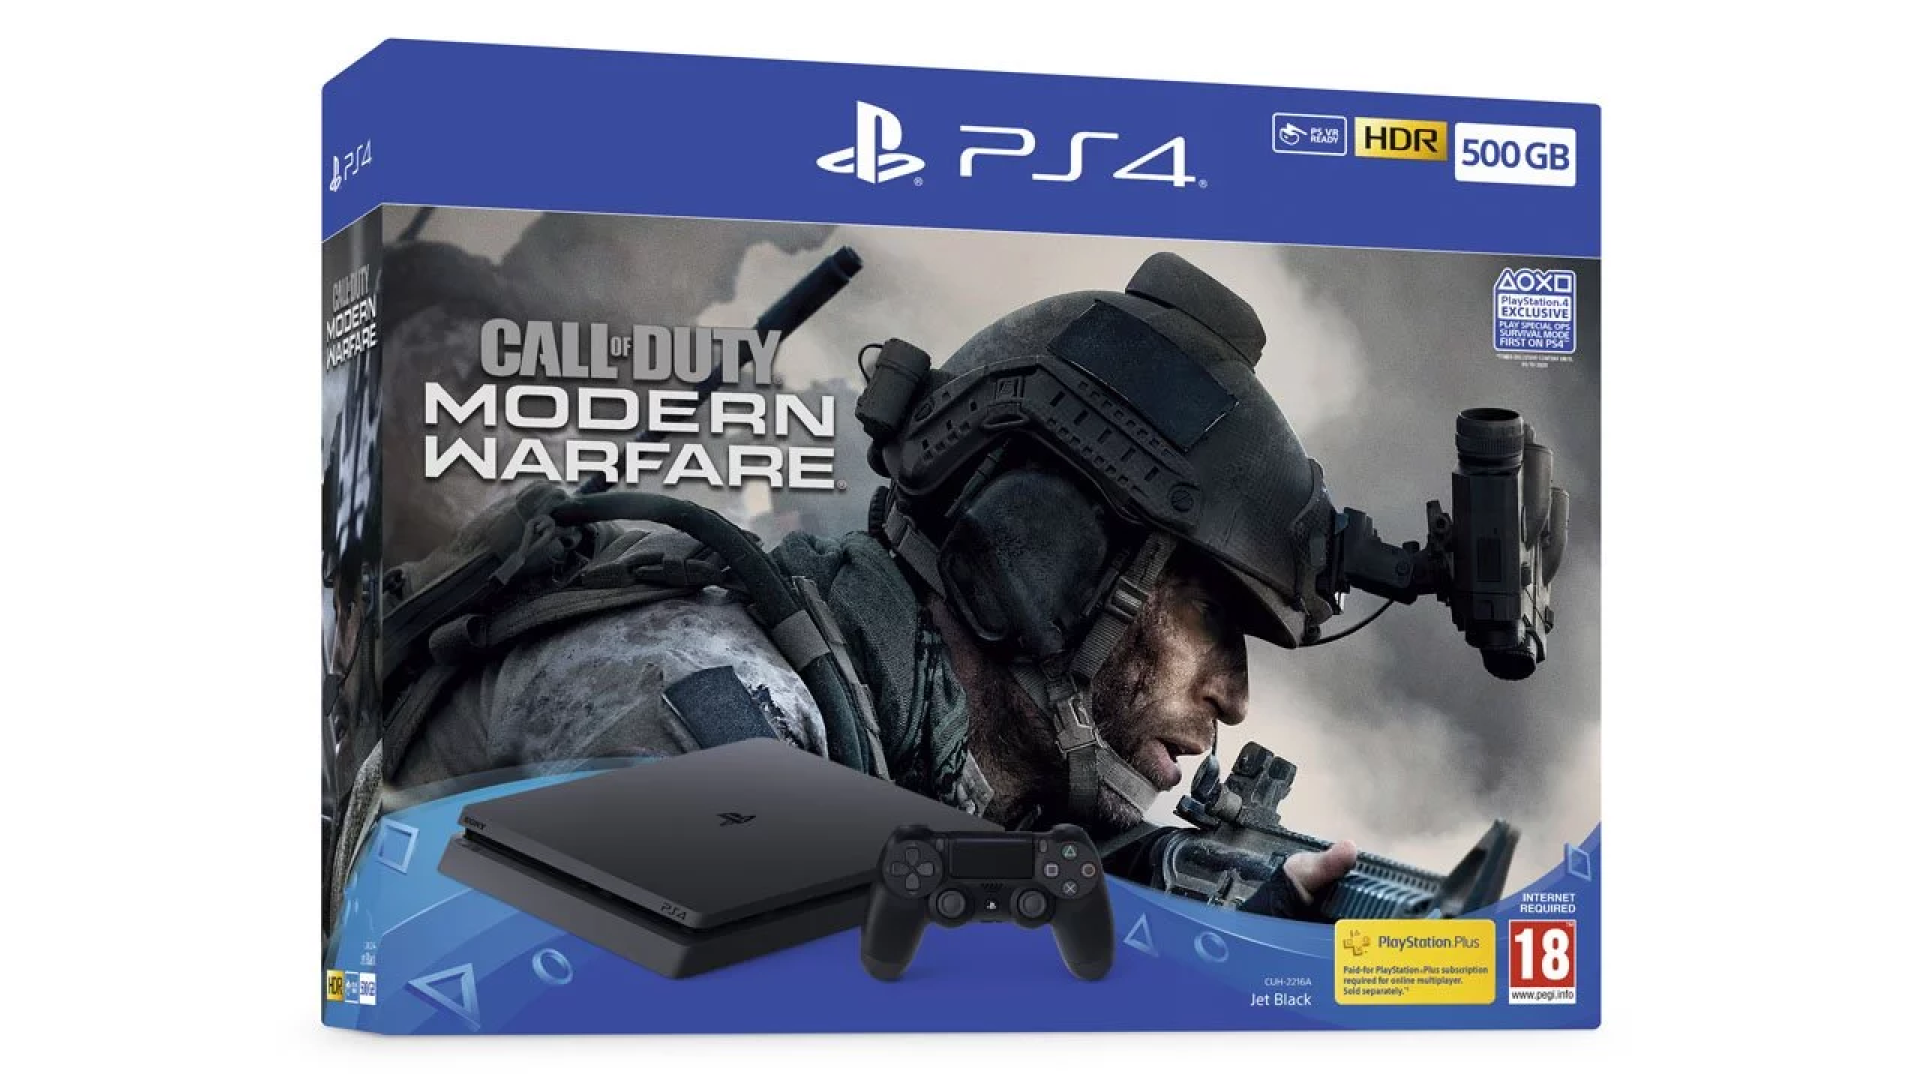 PS4
PS4
PS VR
READY
HDR
500 GB
CALL OF DUTY
MODERN
WARFARE
CALL OF DUTY
MODERN
WARFARE
PlayStation.4
EXCLUSIVE
PLAY SPECIAL OPS
SURVIVAL MODE
FIRST ON PS4™
SONY
PS4
HDR
INTERNET
REQUIRED
CUH-2216A
Jet Black
PlayStation Plus
Paid-for PlayStation Plus subscription
required for online multiplayer.
Sold separately.
18
www.pegi.info